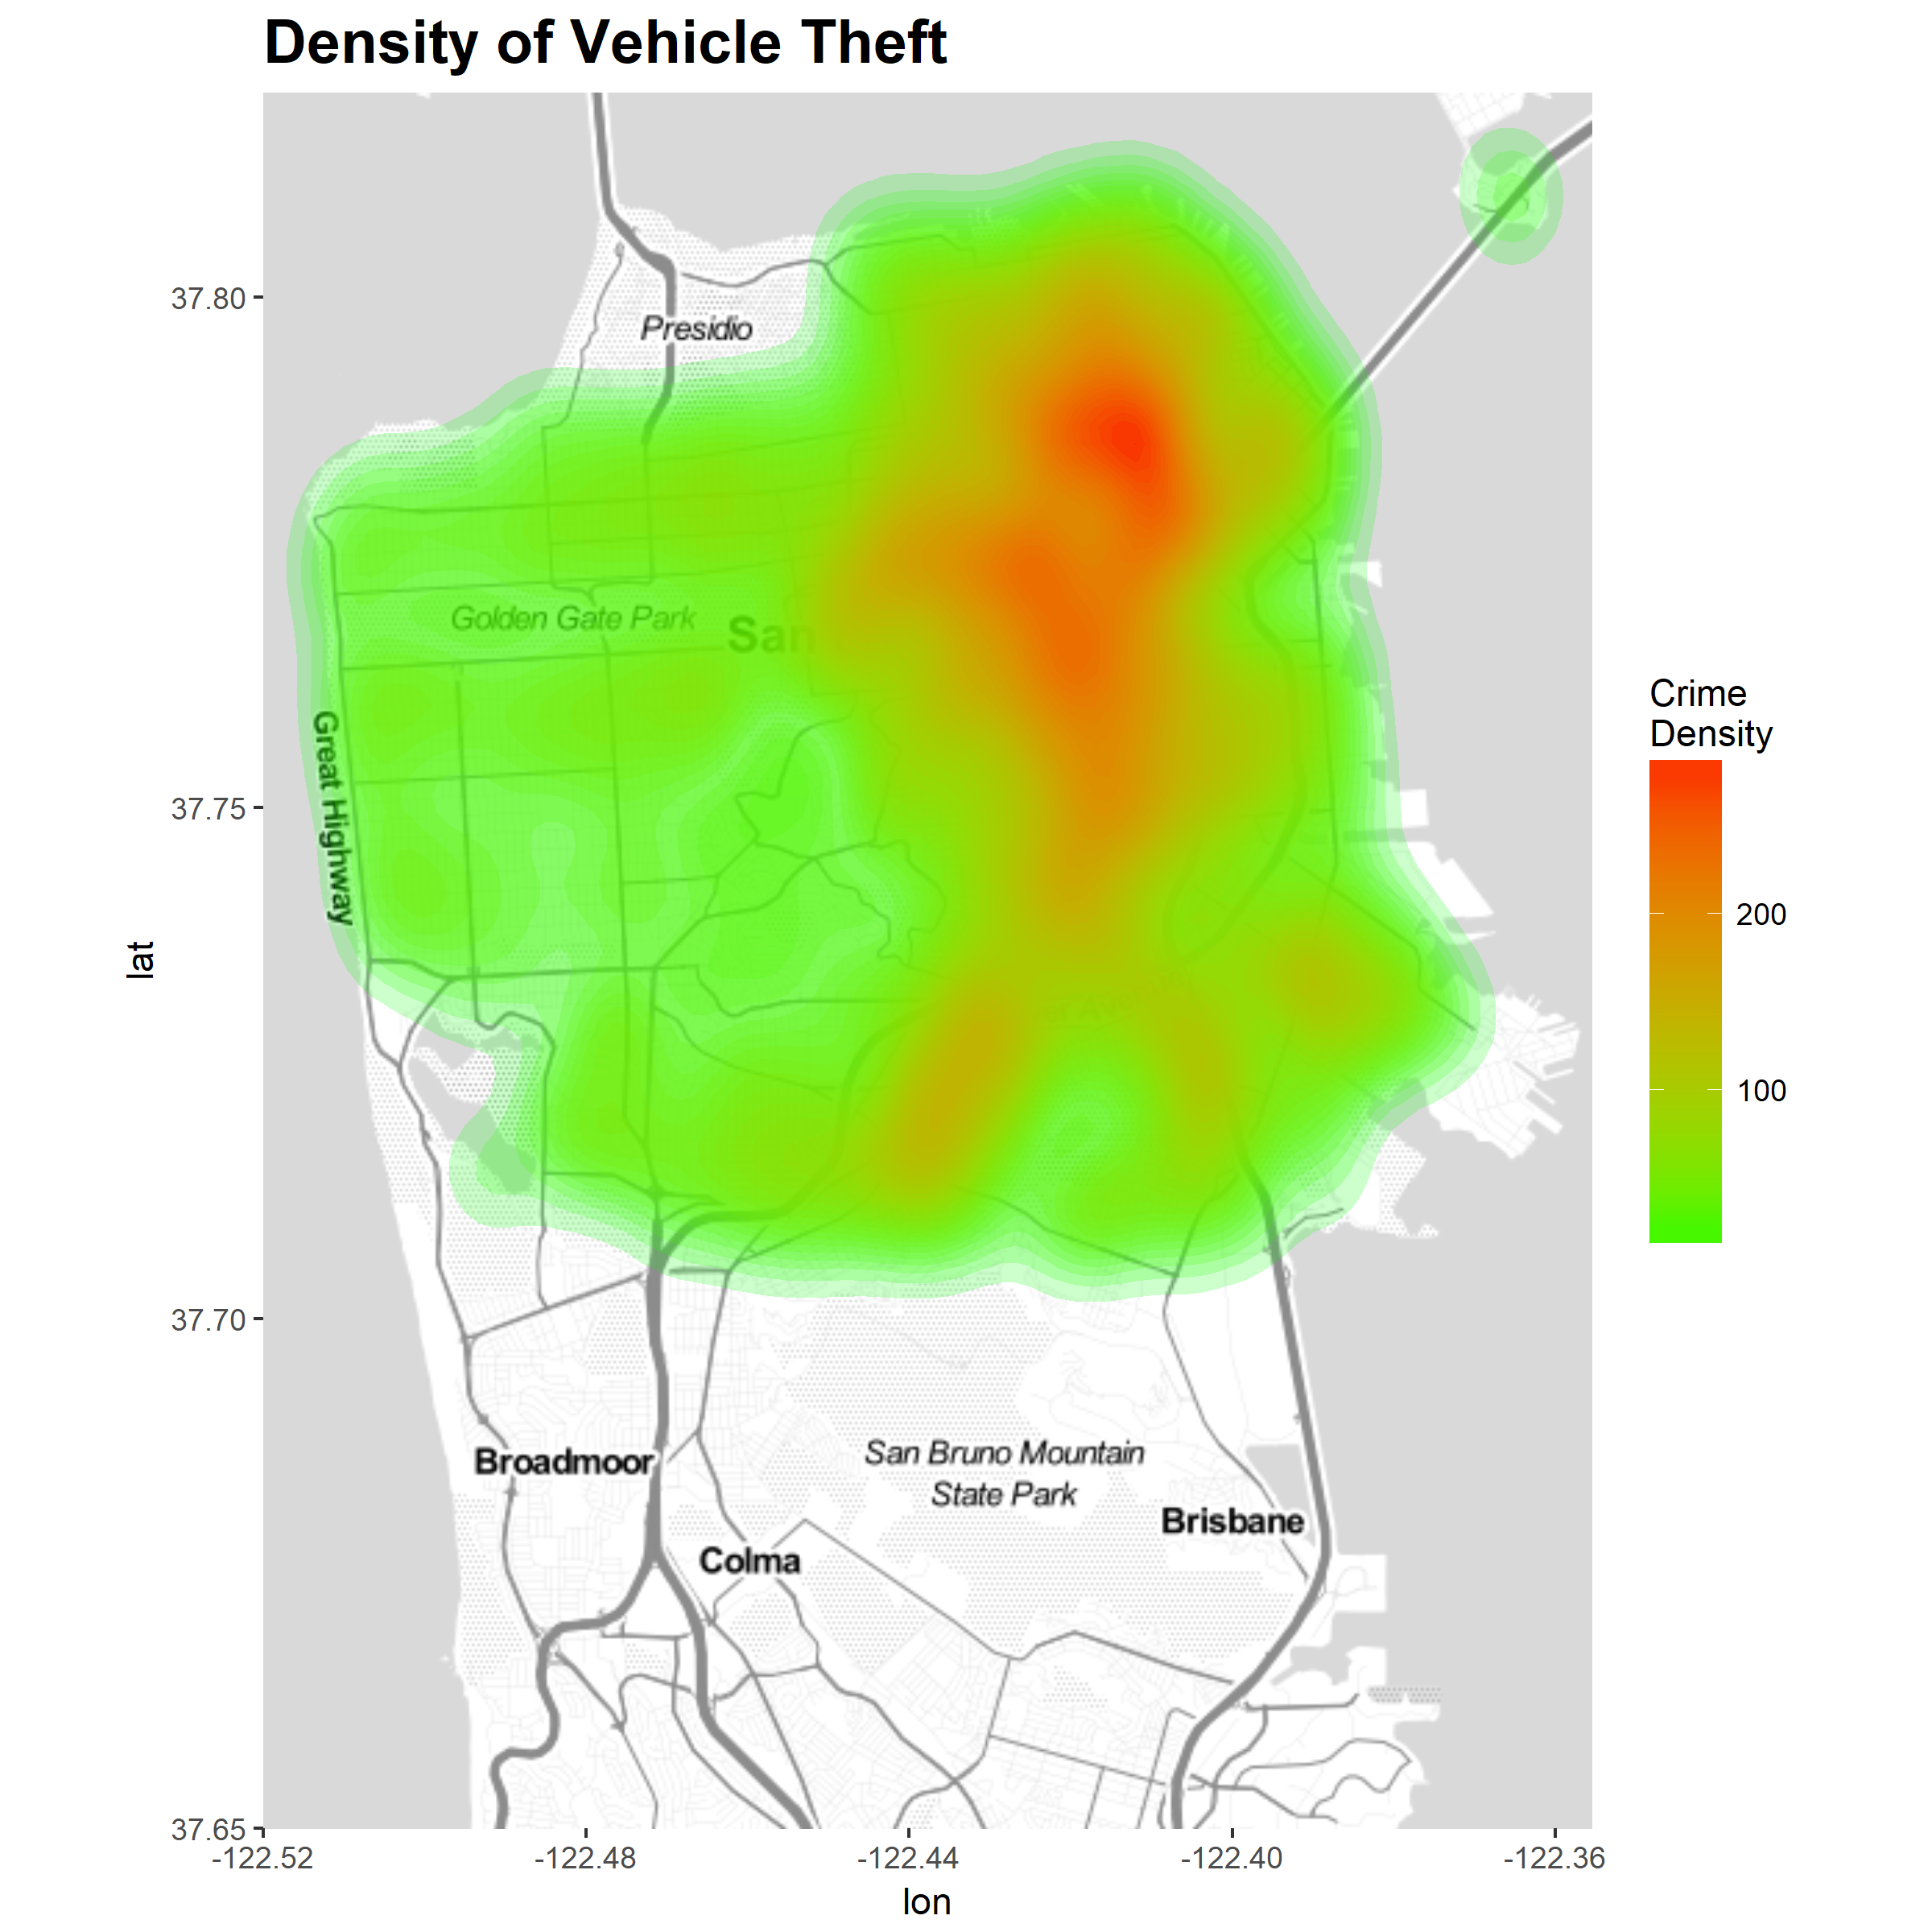 Density of Vehicle Theft
37.80
37.75
37.70
37.65
lat
Presidio
Golden Gate Park
San
Great Highway
Broadmoor
Colma
San Bruno Mountain
State Park
Brisbane
-122.52
-122.48
-122.44
-122.40
-122.36
lon
Crime
Density
200
100